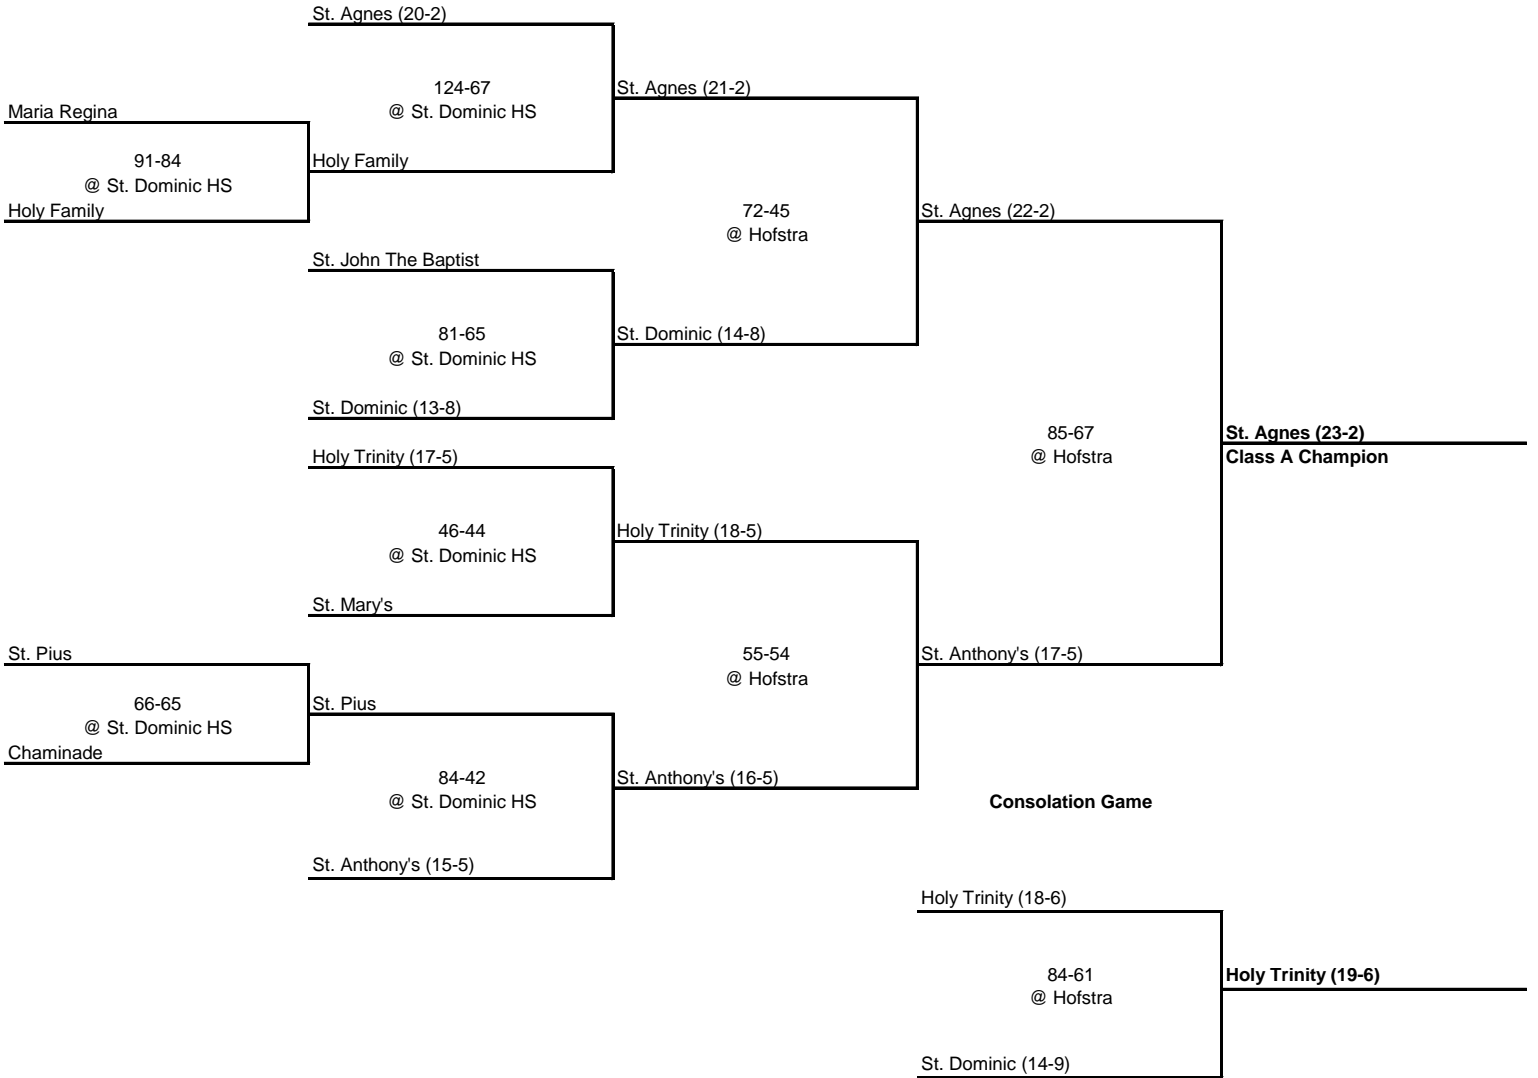 St. Agnes (20-2)
124-67
@ St. Dominic HS
St. Agnes (21-2)
Maria Regina
91-84
@ St. Dominic HS
Holy Family
Holy Family
72-45
@ Hofstra
St. Agnes (22-2)
St. John The Baptist
81-65
@ St. Dominic HS
St. Dominic (14-8)
St. Dominic (13-8)
85-67
@ Hofstra
St. Agnes (23-2)
Class A Champion
Holy Trinity (17-5)
46-44
@ St. Dominic HS
Holy Trinity (18-5)
St. Mary's
St. Pius
55-54
@ Hofstra
St. Anthony's (17-5)
66-65
@ St. Dominic HS
St. Pius
Chaminade
84-42
@ St. Dominic HS
St. Anthony's (16-5)
Consolation Game
St. Anthony's (15-5)
Holy Trinity (18-6)
84-61
@ Hofstra
Holy Trinity (19-6)
St. Dominic (14-9)